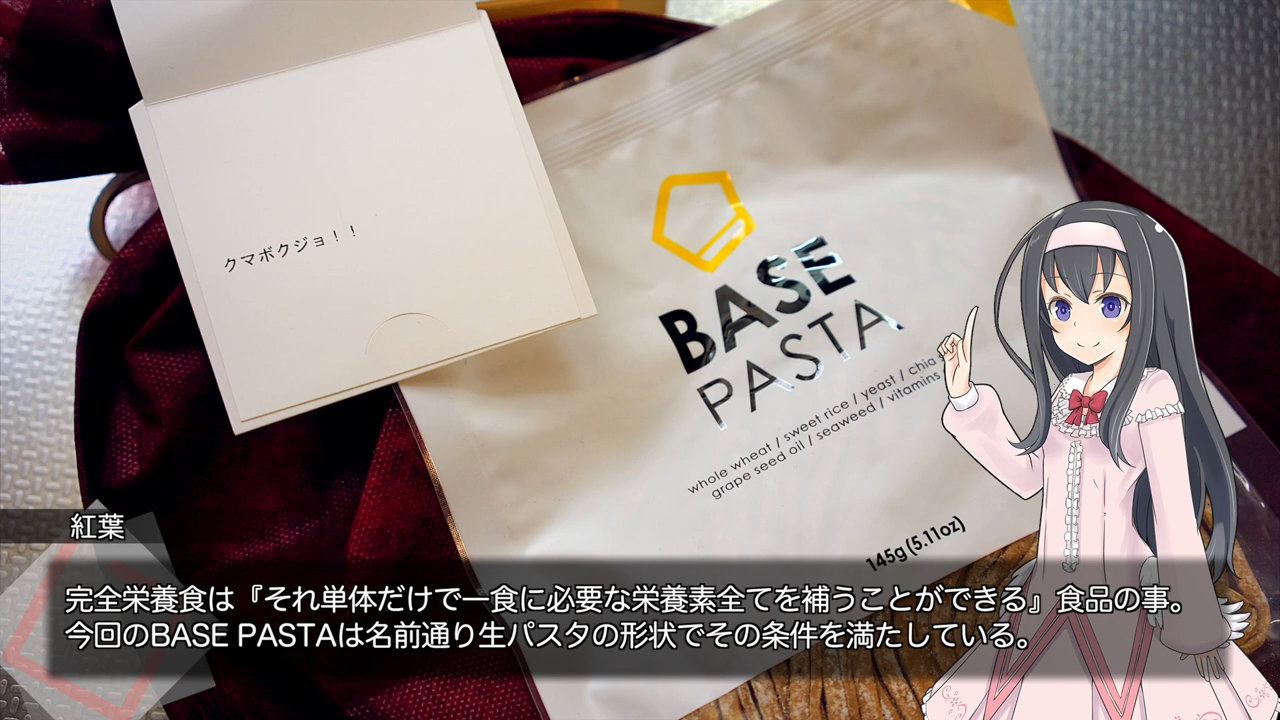 クマボクジョ！！
BASE
PASTA
whole wheat / sweet rice / yeast / chia
grape seed oil / seaweed / vitamins
145g (5.11oz)
紅葉
完全栄養食は『それ単体だけで一食に必要な栄養素全てを補うことができる』食品の事。
今回のBASE PASTAは名前通り生パスタの形状でその条件を満たしている。